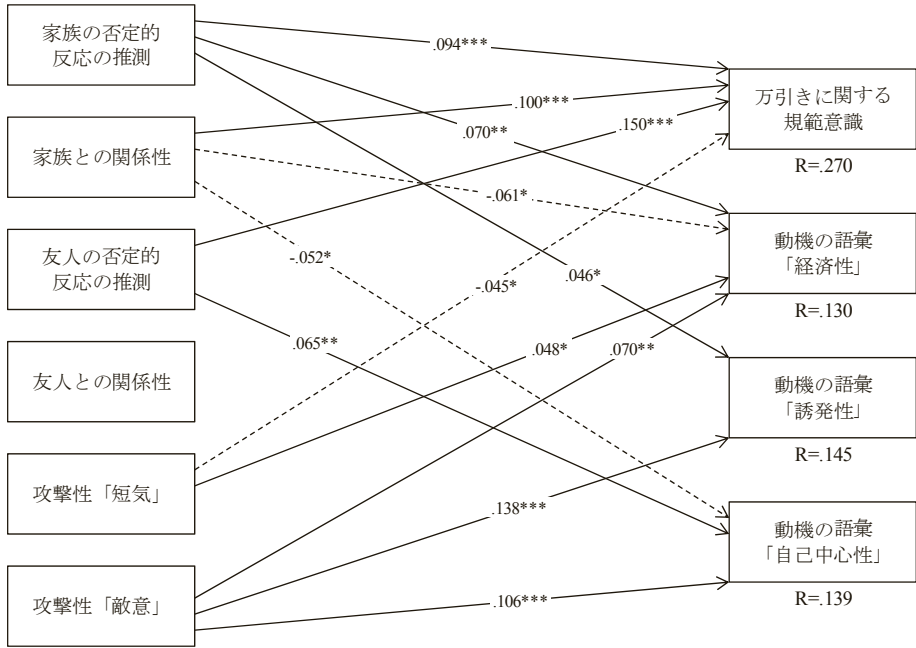 家族の否定的
反応の推測
家族との関係性
友人の否定的
反応の推測
友人との関係性
攻撃性「短気」
攻撃性「敵意」
.094***
.100***
.070**
.150***
-.061*
-.052*
-.045*
.046*
.065**
.048*
.070**
.138***
.106***
万引きに関する
規範意識
R=.270
動機の語彙
「経済性」
R=.130
動機の語彙
「誘発性」
R=.145
動機の語彙
「自己中心性」
R=.139